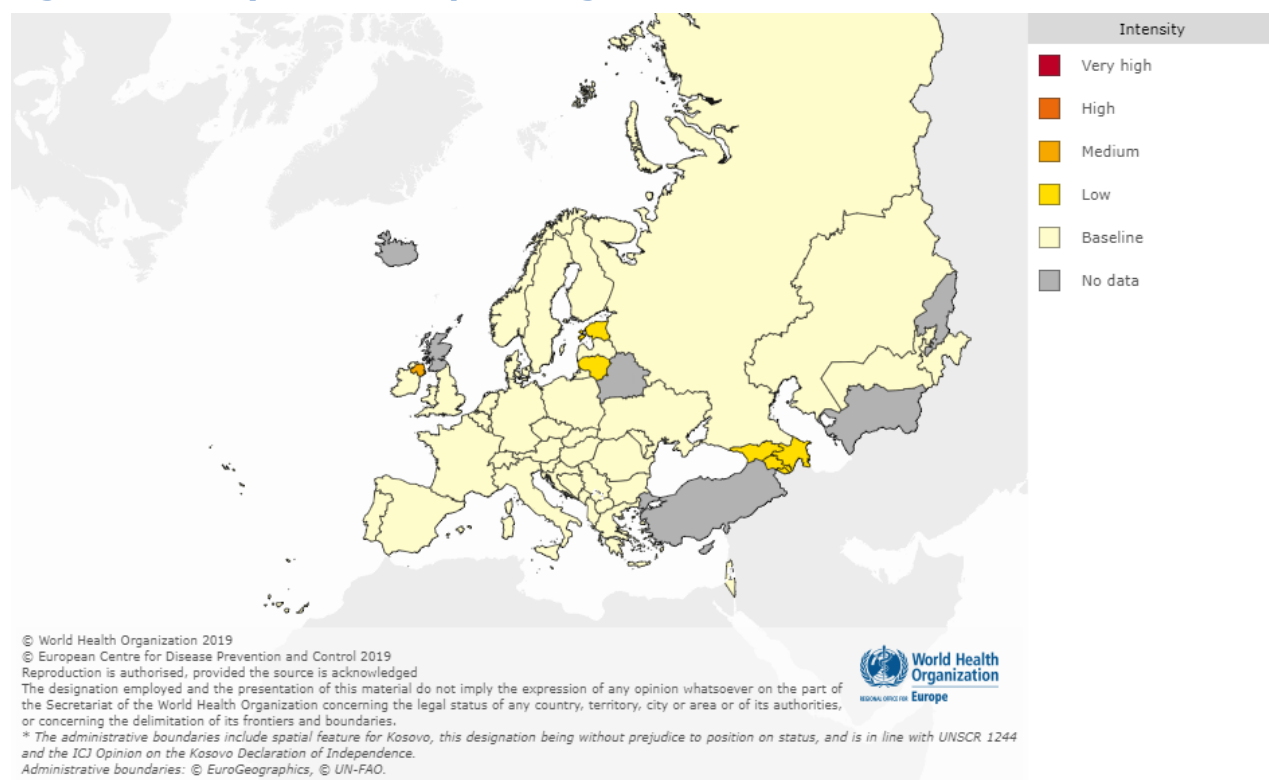 Intensity
Very high
High
Medium
Low
Baseline
No data
© World Health Organization 2019
© European Centre for Disease Prevention and Control 2019
Reproduction is authorised, provided the source is acknowledged
The designation employed and the presentation of this material do not imply the expression of any opinion whatsoever on the part of
the Secretariat of the World Health Organization concerning the legal status of any country, territory, city or area or of its authorities,
or concerning the delimitation of its frontiers and boundaries.
* The administrative boundaries include spatial feature for Kosovo, this designation being without prejudice to position on status, and is in line with UNSCR 1244
and the ICJ Opinion on the Kosovo Declaration of Independence.
Administrative boundaries: © EuroGeographics, © UN-FAO.
World Health
Organization
REGIONAL OFFICE FOR Europe